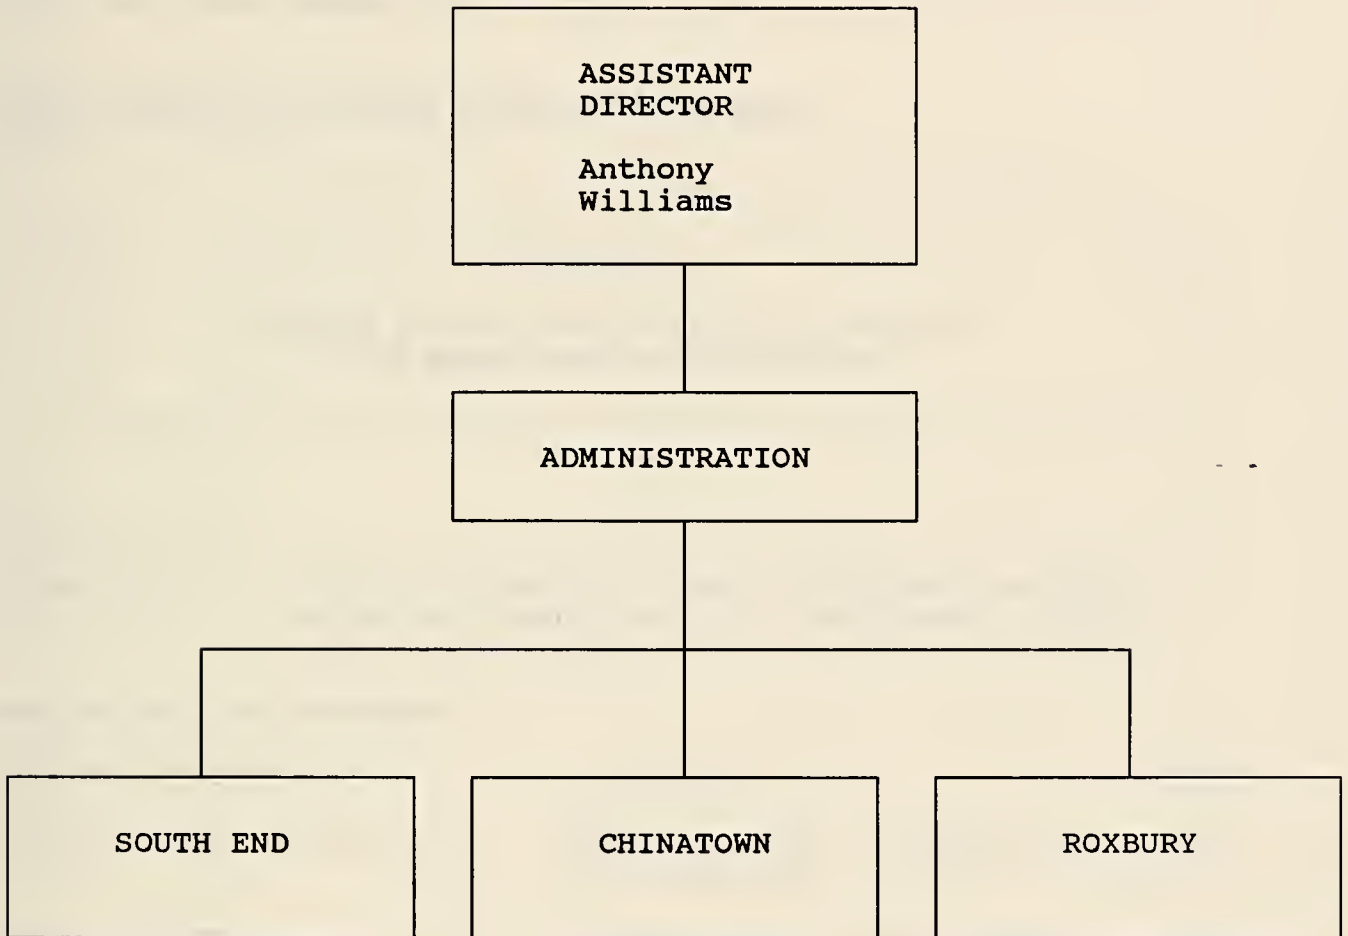 ASSISTANT
DIRECTOR
Anthony
Williams
ADMINISTRATION
SOUTH END
CHINATOWN
ROXBURY